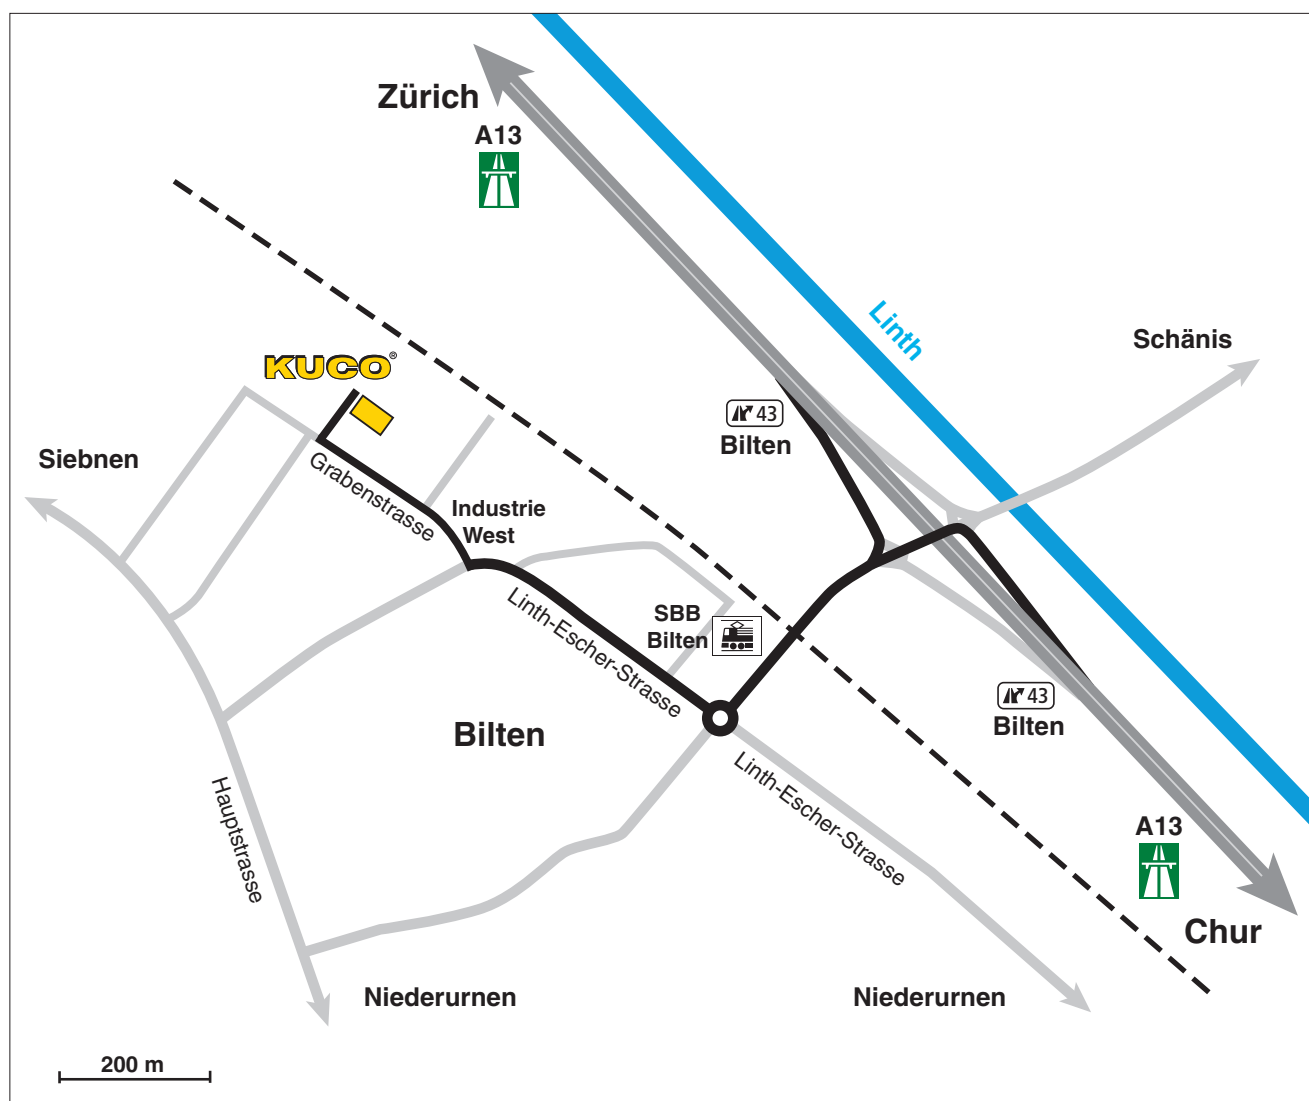 Zürich
A13
Linth
Schänis
KUCO®
43
Bilten
Siebnen
Grabenstrasse
Industrie
West
Linth-Escher-Strasse
SBB
Bilten
43
Bilten
Bilten
Linth-Escher-Strasse
Hauptstrasse
A13
Chur
Niederurnen
Niederurnen
200 m